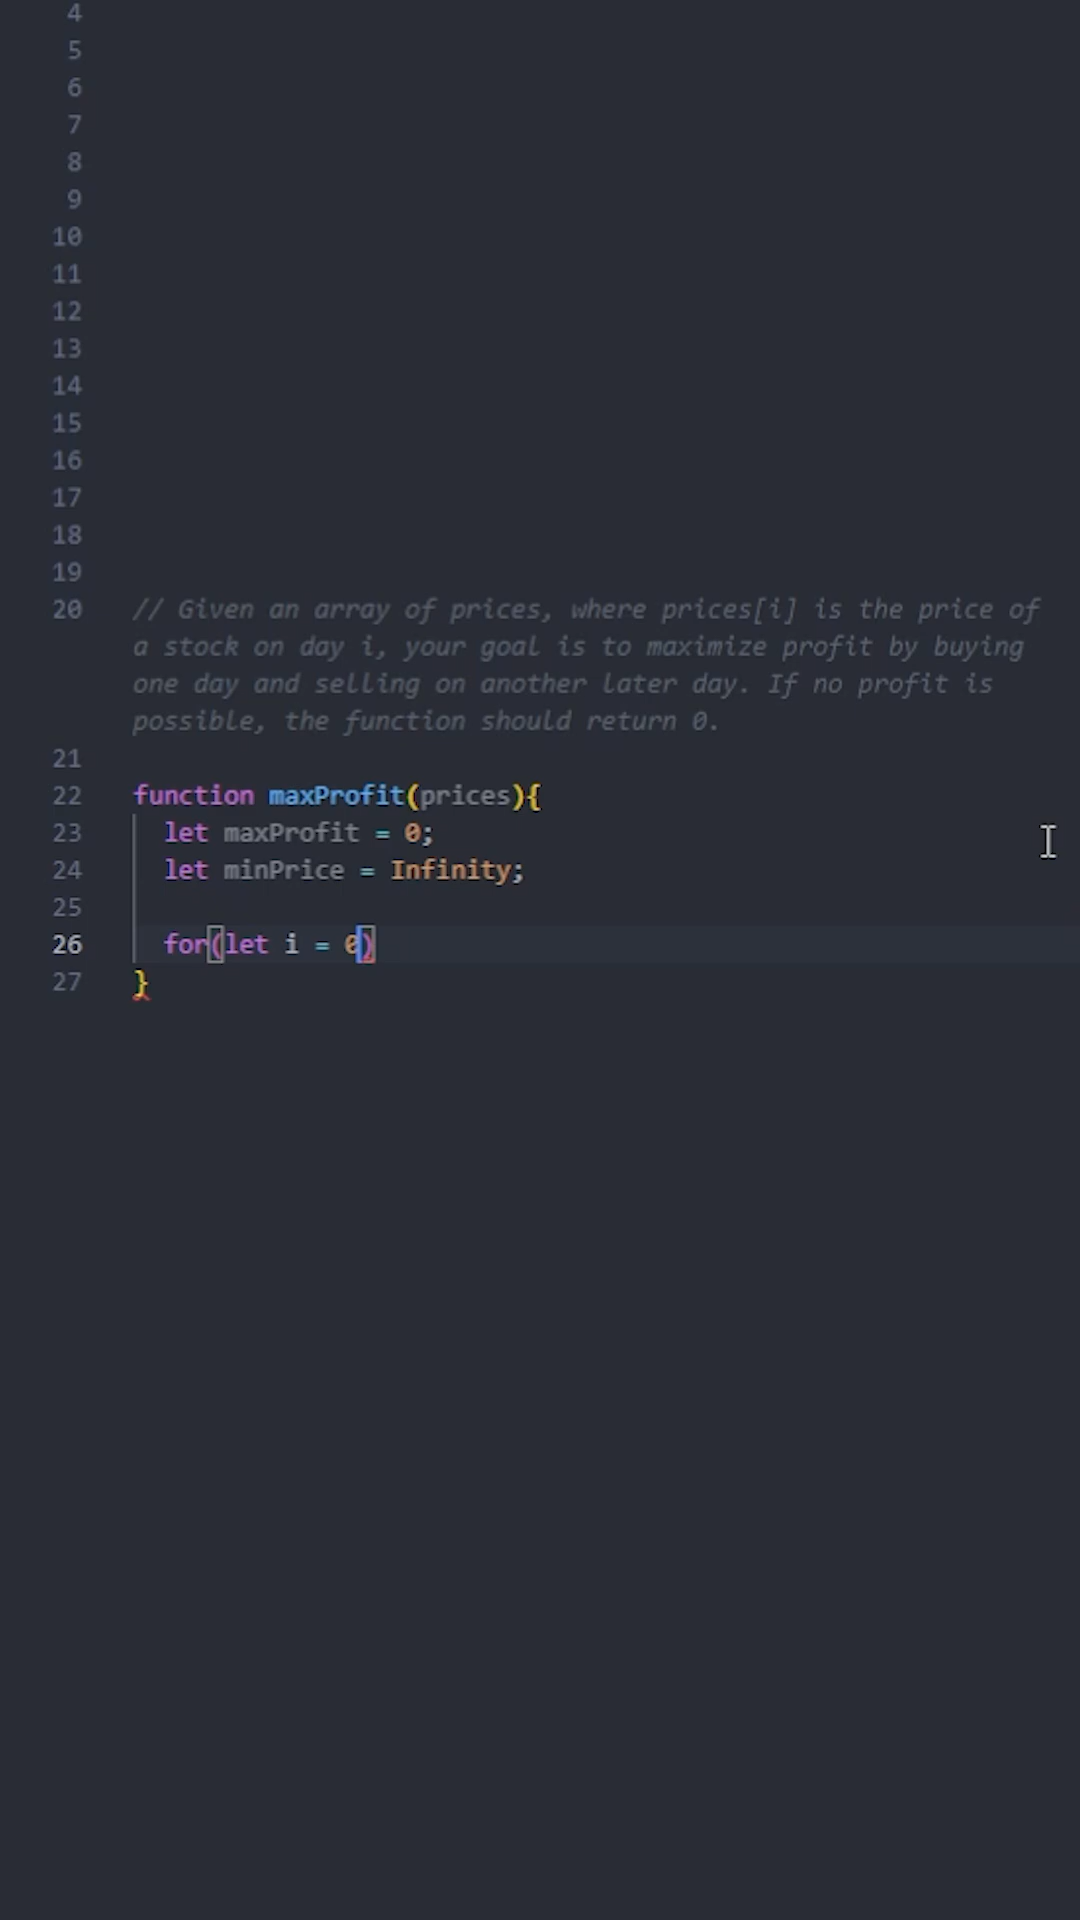 4
5
6
7
8
9
10
11
12
13
14
15
16
17
18
19
20 // Given an array of prices, where prices[i] is the price of
a stock on day i, your goal is to maximize profit by buying
one day and selling on another later day. If no profit is
possible, the function should return 0.
21
22 function maxProfit(prices){
23 let maxProfit = 0;
24 let minPrice = Infinity;
25
26 for(let i = 0)
27 }